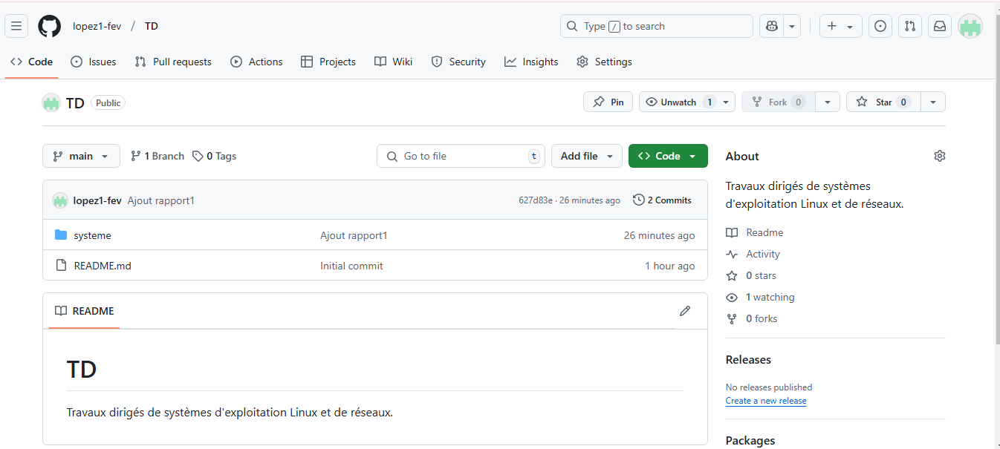 lopez1-fev / TD
Type / to search
Code Issues Pull requests Actions Projects Wiki Security Insights Settings
TD Public
Pin Unwatch 1 Fork 0 Star 0
main 1 Branch 0 Tags
Go to file t Add file Code
lopez1-fev Ajout rapport1 627d83e · 26 minutes ago 2 Commits
systeme Ajout rapport1 26 minutes ago
README.md Initial commit 1 hour ago
README
TD
Travaux dirigés de systèmes d'exploitation Linux et de réseaux.
About
Travaux dirigés de systèmes
d'exploitation Linux et de réseaux.
Readme
Activity
0 stars
1 watching
0 forks
Releases
No releases published
Create a new release
Packages